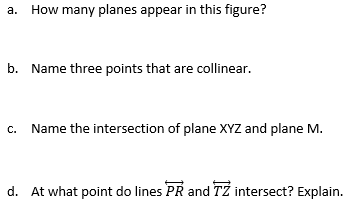 a. How many planes appear in this figure?
b. Name three points that are collinear.
c. Name the intersection of plane XYZ and plane M.
d. At what point do lines \overleftrightarrow{PR} and \overleftrightarrow{TZ} intersect? Explain.